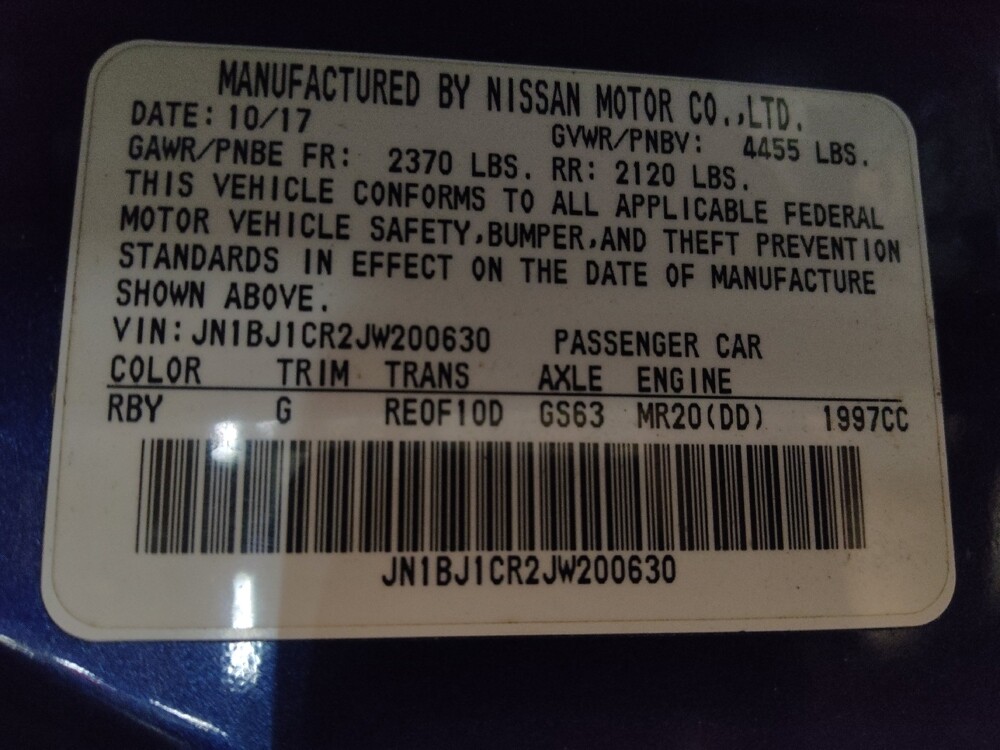 MANUFACTURED BY NISSAN MOTOR CO.,LTD.
DATE: 10/17 GVWR/PNBV: 4455 LBS.
GAWR/PNBE FR: 2370 LBS. RR: 2120 LBS.
THIS VEHICLE CONFORMS TO ALL APPLICABLE FEDERAL
MOTOR VEHICLE SAFETY,BUMPER,AND THEFT PREVENTION
STANDARDS IN EFFECT ON THE DATE OF MANUFACTURE
SHOWN ABOVE.
VIN: JN1BJ1CR2JW200630 PASSENGER CAR
COLOR TRIM TRANS AXLE ENGINE
RBY G RE0F10D GS63 MR20(DD) 1997CC
JN1BJ1CR2JW200630